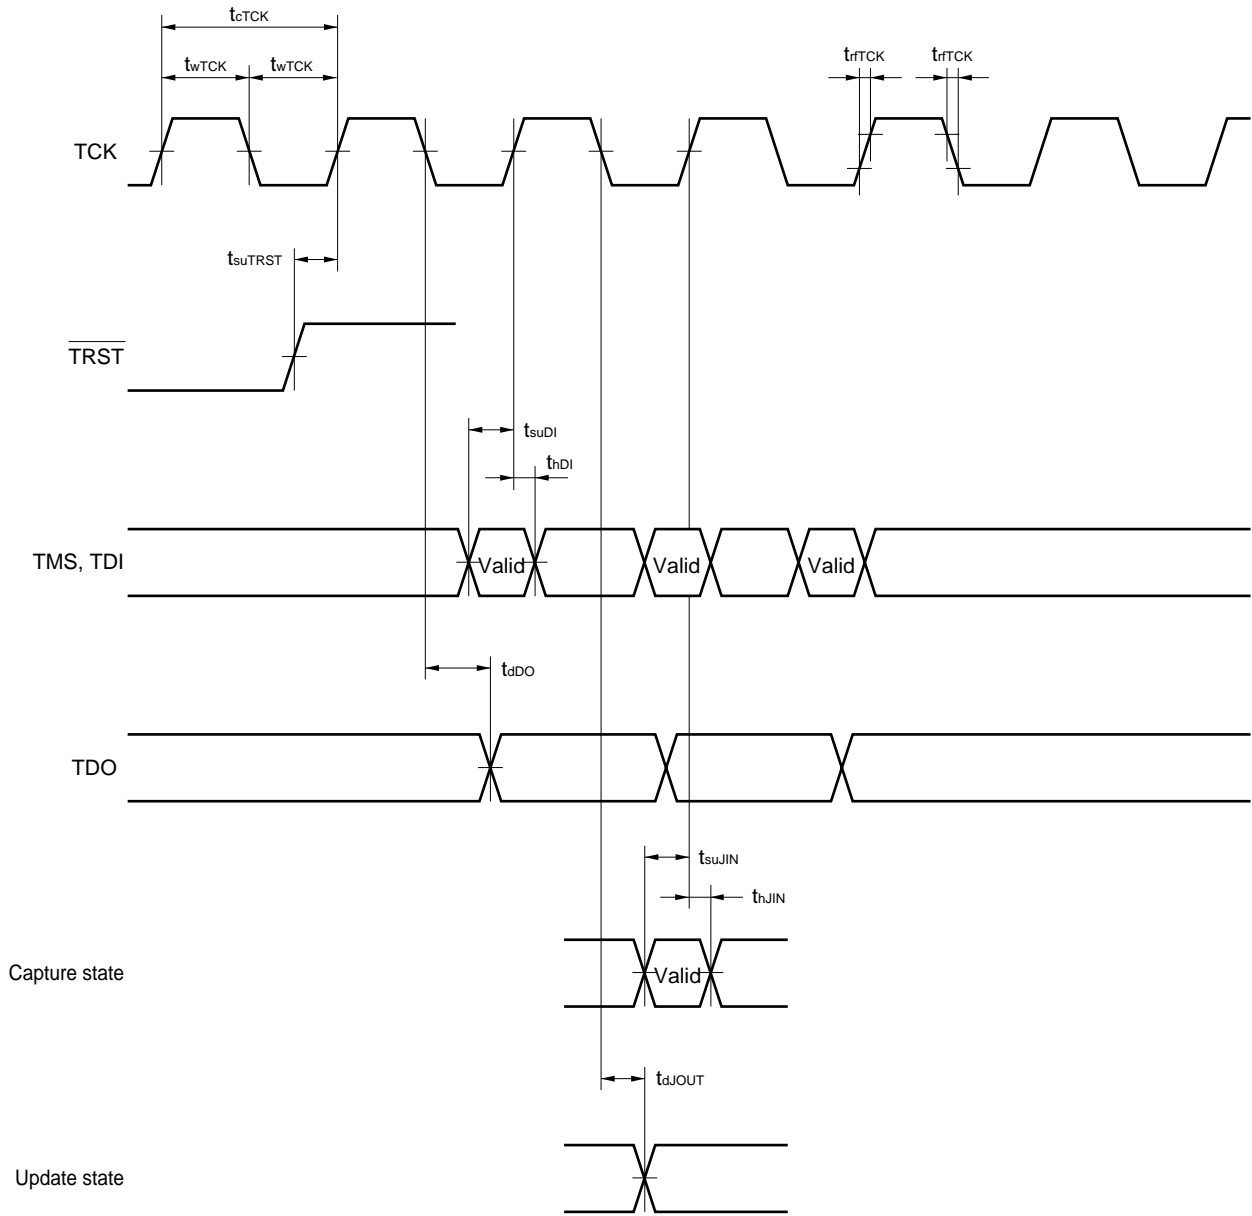 tcTCK
twTCK twTCK
trfTCK trfTCK
TCK
tsuTRST
TRST
tsuDI
thDI
TMS, TDI Valid Valid Valid
tdDO
TDO
tsuJIN
thJIN
Capture state Valid
tdJOUT
Update state